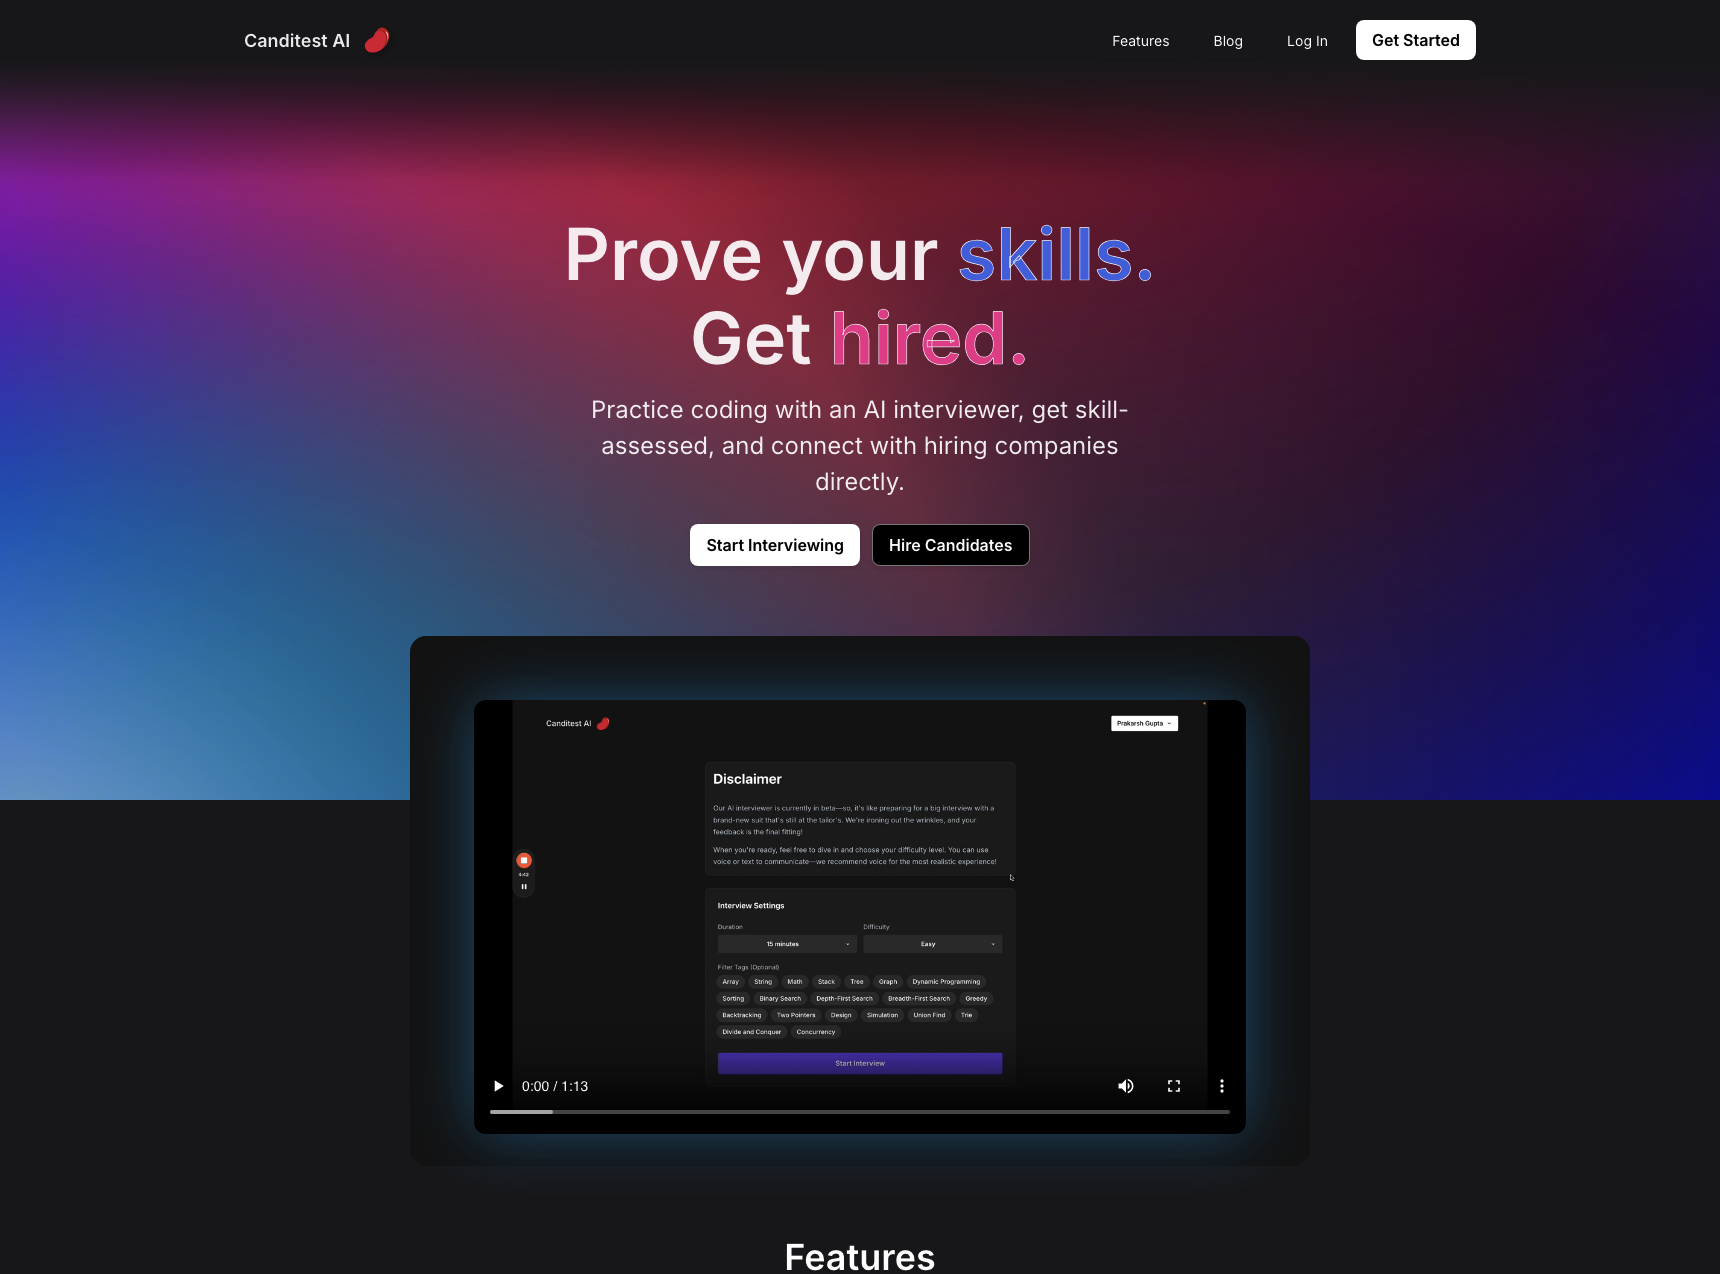 Canditest AI
Features
Blog
Log In
Get Started
Prove your skills.
Get hired.
Practice coding with an AI interviewer, get skill-
assessed, and connect with hiring companies
directly.
Start Interviewing
Hire Candidates
Canditest AI
Prakarsh Gupta
Disclaimer
Our AI interviewer is currently in beta—so, it's like preparing for a big interview with a
brand-new suit that's still at the tailor's. We're ironing out the wrinkles, and your
feedback is the final fitting!
When you're ready, feel free to dive in and choose your difficulty level. You can use
voice or text to communicate—we recommend voice for the most realistic experience!
Interview Settings
Duration
Difficulty
15 minutes
Easy
Filter Tags (Optional)
Array
String
Math
Stack
Tree
Graph
Dynamic Programming
Sorting
Binary Search
Depth-First Search
Breadth-First Search
Greedy
Backtracking
Two Pointers
Design
Simulation
Union Find
Trie
Divide and Conquer
Concurrency
Start Interview
0:00 / 1:13
Features